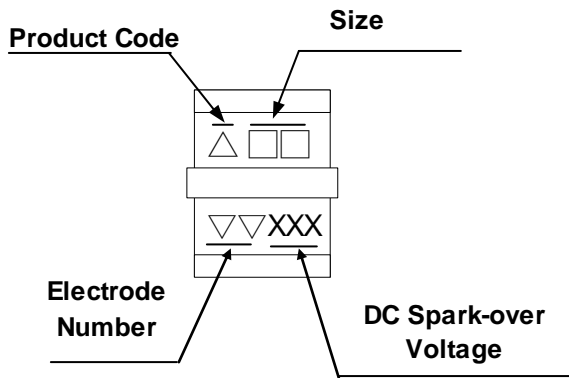 Size
Product Code
△ □□
▽▽XXX
Electrode
Number
DC Spark-over
Voltage